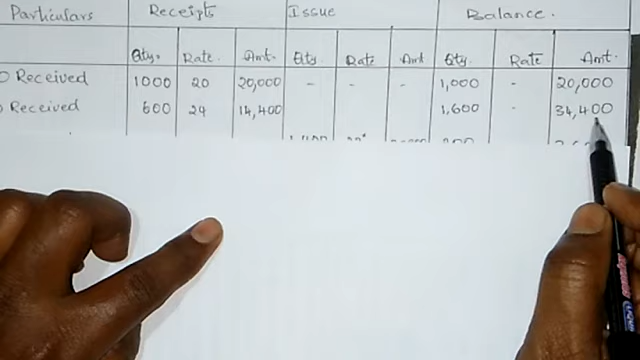 Particulars Receipts Issue Balance.
Qty. Rate. Amt. Qty Rate Amt Qty Rate Amt.
Received 1000 20 20,000 - - - 1,000 - 20,000
Received 600 24 14,400 1,600 - 34,400